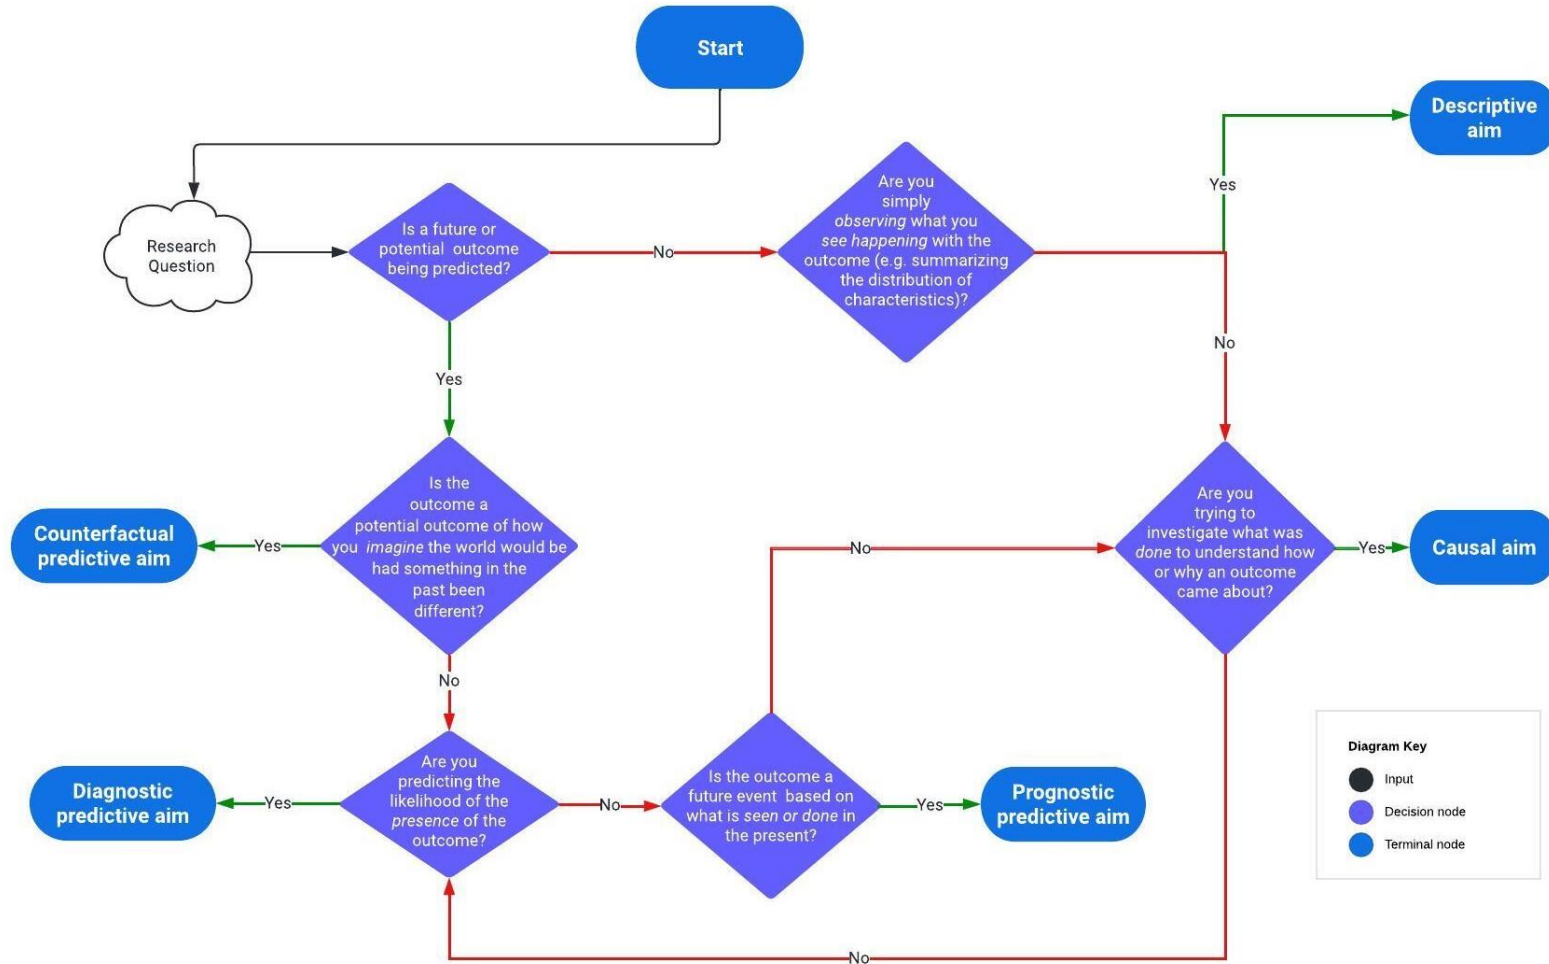 Start
Descriptive
aim
Are you
simply
observing what you
see happening with the
outcome (e.g. summarizing
the distribution of
characteristics)?
Yes
Research
Question
Is a future or
potential outcome
being predicted?
No
No
Yes
Is the
outcome a
potential outcome of how
you imagine the world would be
had something in the
past been
different?
Counterfactual
predictive aim
Yes
No
Are you
trying to
investigate what was
done to understand how
or why an outcome
came about?
Yes
Causal aim
No
Diagnostic
predictive aim
Yes
Are you
predicting the
likelihood of the
presence of the
outcome?
No
Is the outcome a
future event based on
what is seen or done in
the present?
Yes
Prognostic
predictive aim
Diagram Key
Input
Decision node
Terminal node
No